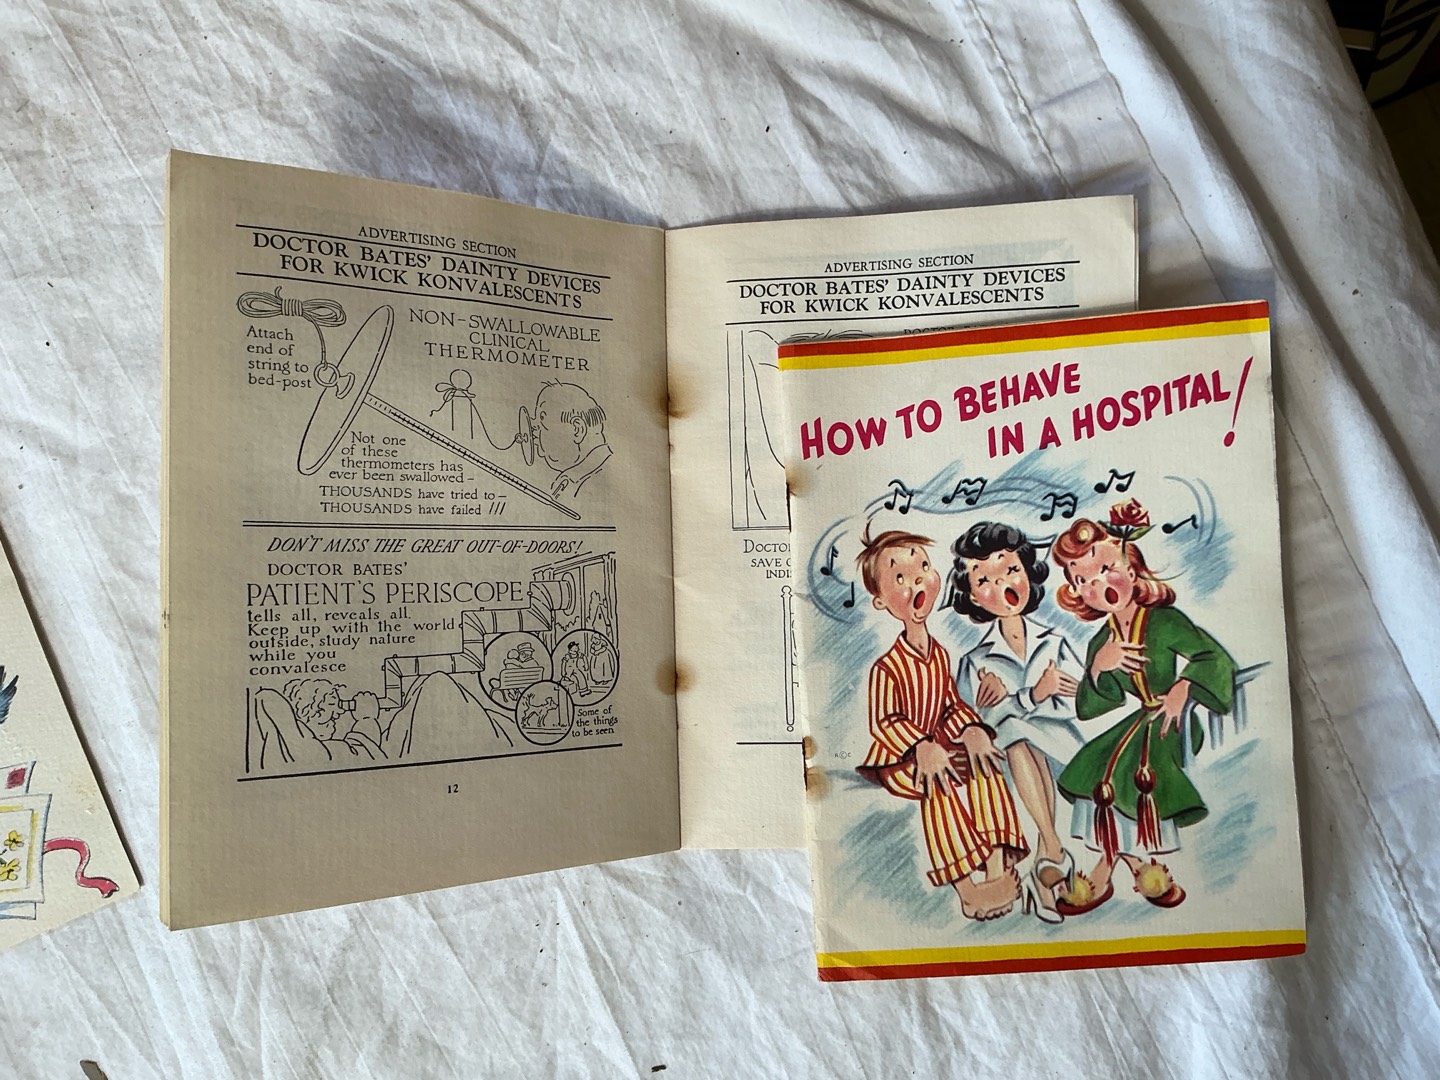 ADVERTISING SECTION
DOCTOR BATES' DAINTY DEVICES
FOR KWICK KONVALESCENTS
NON-SWALLOWABLE
CLINICAL
THERMOMETER
Attach
end of
string to
bed-post
Not one
of these
thermometers has
ever been swallowed-
THOUSANDS have tried to-
THOUSANDS have failed !!!
DON'T MISS THE GREAT OUT-OF-DOORS!
DOCTOR BATES'
PATIENT'S PERISCOPE
tells all, reveals all.
Keep up with the world
outside, study nature
while you
convalesce
Some of
the things
to be seen
12
ADVERTISING SECTION
DOCTOR BATES' DAINTY DEVICES
FOR KWICK KONVALESCENTS
SAVE
HOW TO BEHAVE
IN A HOSPITAL!